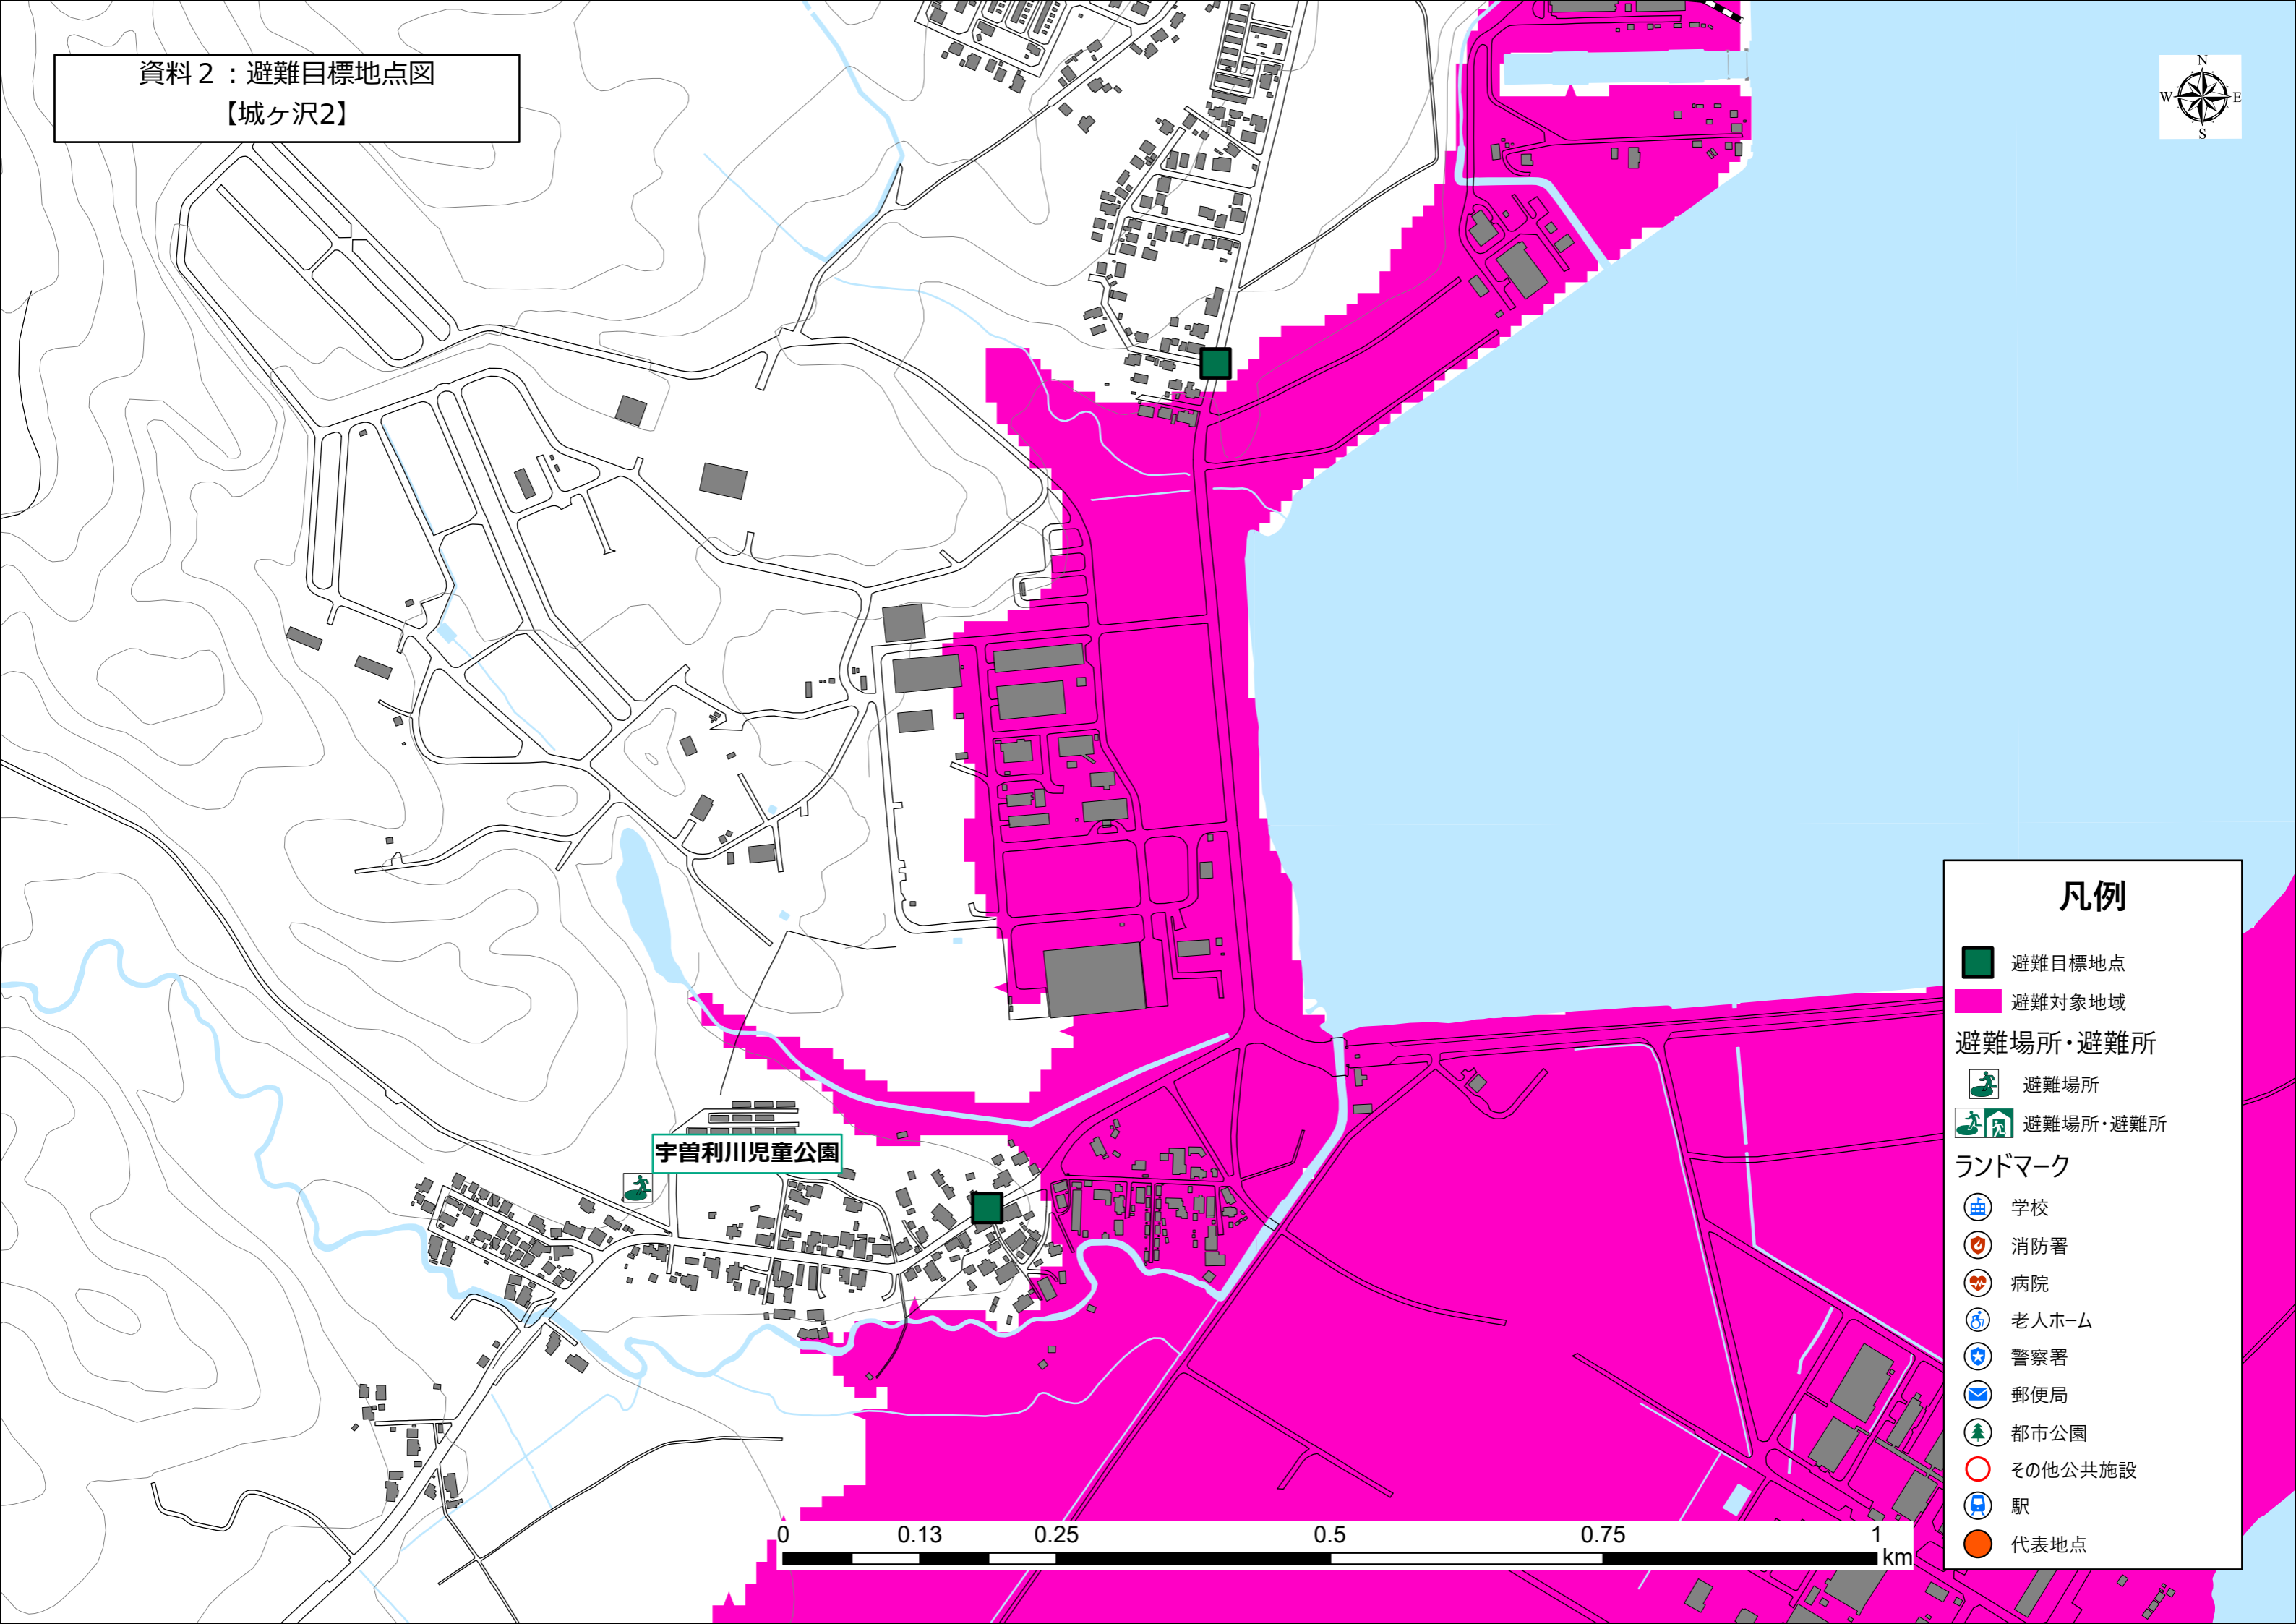 資料２：避難目標地点図
【城ヶ沢2】
N
W
E
S
宇曽利川児童公園
凡例
避難目標地点
避難対象地域
避難場所・避難所
避難場所
避難場所・避難所
ランドマーク
学校
消防署
病院
老人ホーム
警察署
郵便局
都市公園
その他公共施設
駅
代表地点
0 0.13 0.25 0.5 0.75 1
km